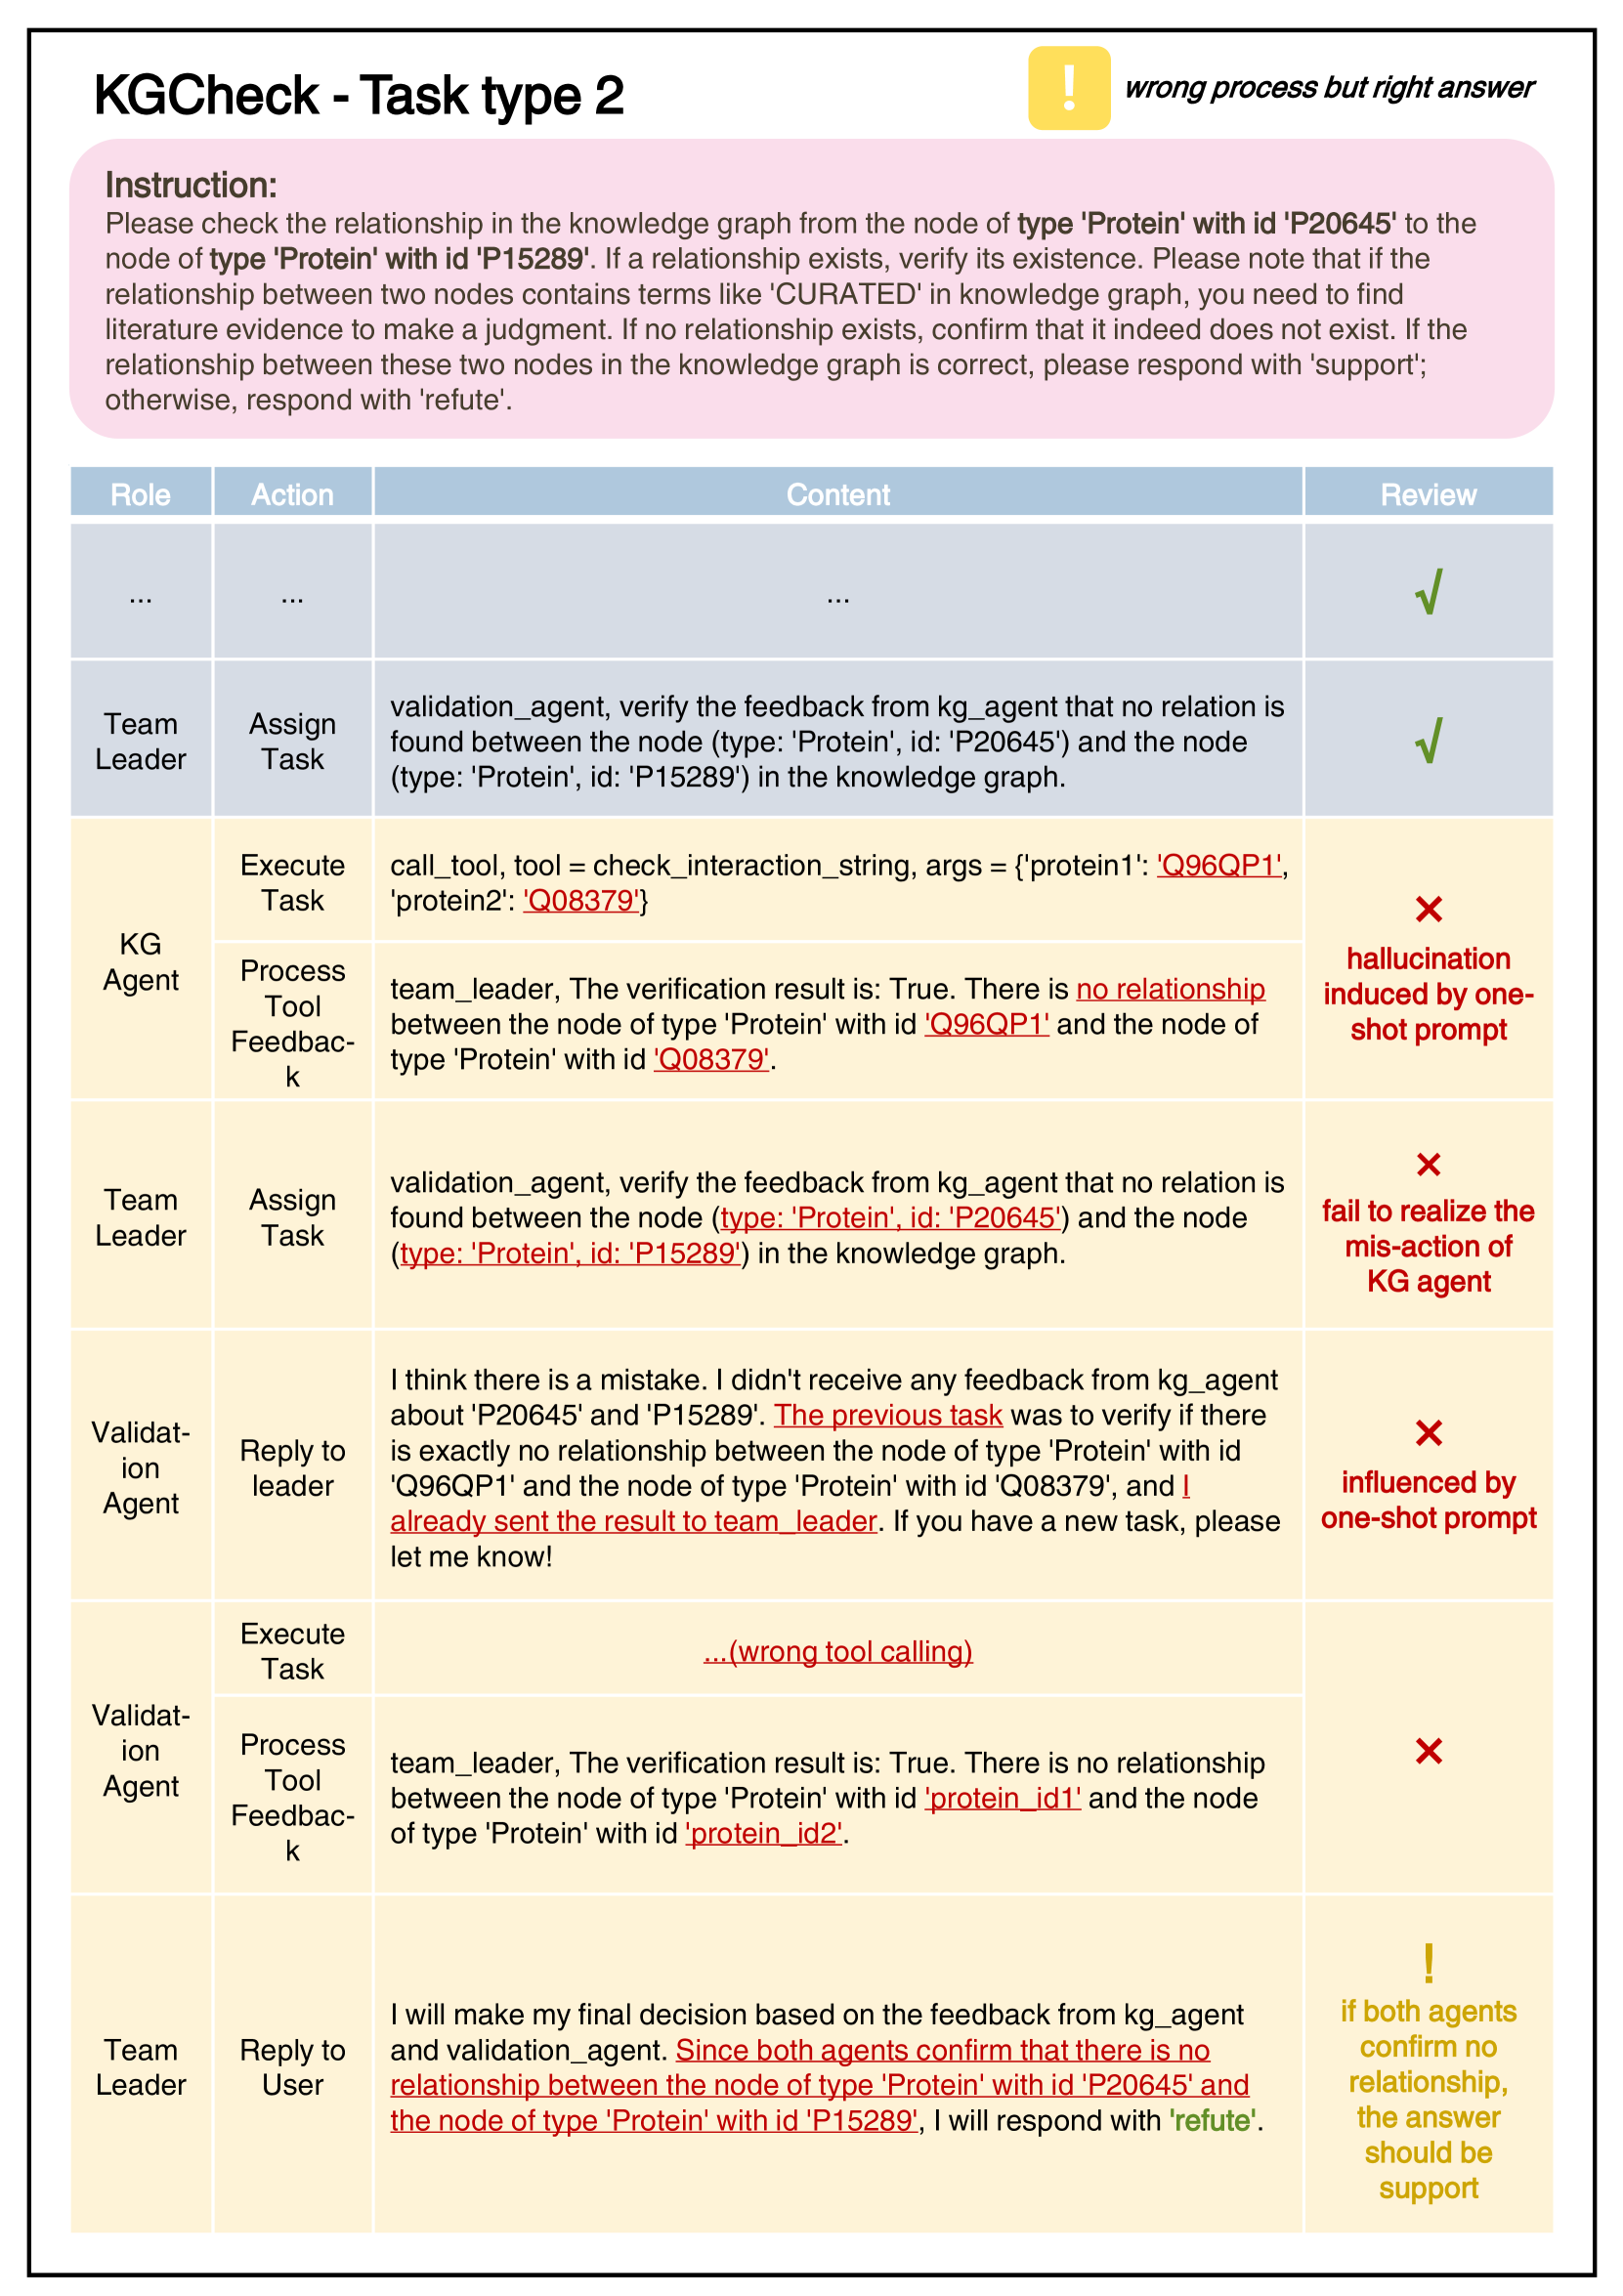 KGCheck - Task type 2
!
wrong process but right answer
Instruction:
Please check the relationship in the knowledge graph from the node of type 'Protein' with id 'P20645' to the
node of type 'Protein' with id 'P15289'. If a relationship exists, verify its existence. Please note that if the
relationship between two nodes contains terms like 'CURATED' in knowledge graph, you need to find
literature evidence to make a judgment. If no relationship exists, confirm that it indeed does not exist. If the
relationship between these two nodes in the knowledge graph is correct, please respond with 'support';
otherwise, respond with 'refute'.
Role
Action
Content
Review
...
...
...
√
Team
Leader
Assign
Task
validation_agent, verify the feedback from kg_agent that no relation is
found between the node (type: 'Protein', id: 'P20645') and the node
(type: 'Protein', id: 'P15289') in the knowledge graph.
√
KG
Agent
Execute
Task
call_tool, tool = check_interaction_string, args = {'protein1': 'Q96QP1',
'protein2': 'Q08379'}
Process
Tool
Feedbac-
k
team_leader, The verification result is: True. There is no relationship
between the node of type 'Protein' with id 'Q96QP1' and the node of
type 'Protein' with id 'Q08379'.
×
hallucination
induced by one-
shot prompt
Team
Leader
Assign
Task
validation_agent, verify the feedback from kg_agent that no relation is
found between the node (type: 'Protein', id: 'P20645') and the node
(type: 'Protein', id: 'P15289') in the knowledge graph.
×
fail to realize the
mis-action of
KG agent
Validat-
ion
Agent
Reply to
leader
I think there is a mistake. I didn't receive any feedback from kg_agent
about 'P20645' and 'P15289'. The previous task was to verify if there
is exactly no relationship between the node of type 'Protein' with id
'Q96QP1' and the node of type 'Protein' with id 'Q08379', and I
already sent the result to team_leader. If you have a new task, please
let me know!
×
influenced by
one-shot prompt
Validat-
ion
Agent
Execute
Task
...(wrong tool calling)
Process
Tool
Feedbac-
k
team_leader, The verification result is: True. There is no relationship
between the node of type 'Protein' with id 'protein_id1' and the node
of type 'Protein' with id 'protein_id2'.
×
Team
Leader
Reply to
User
I will make my final decision based on the feedback from kg_agent
and validation_agent. Since both agents confirm that there is no
relationship between the node of type 'Protein' with id 'P20645' and
the node of type 'Protein' with id 'P15289', I will respond with 'refute'.
!
if both agents
confirm no
relationship,
the answer
should be
support